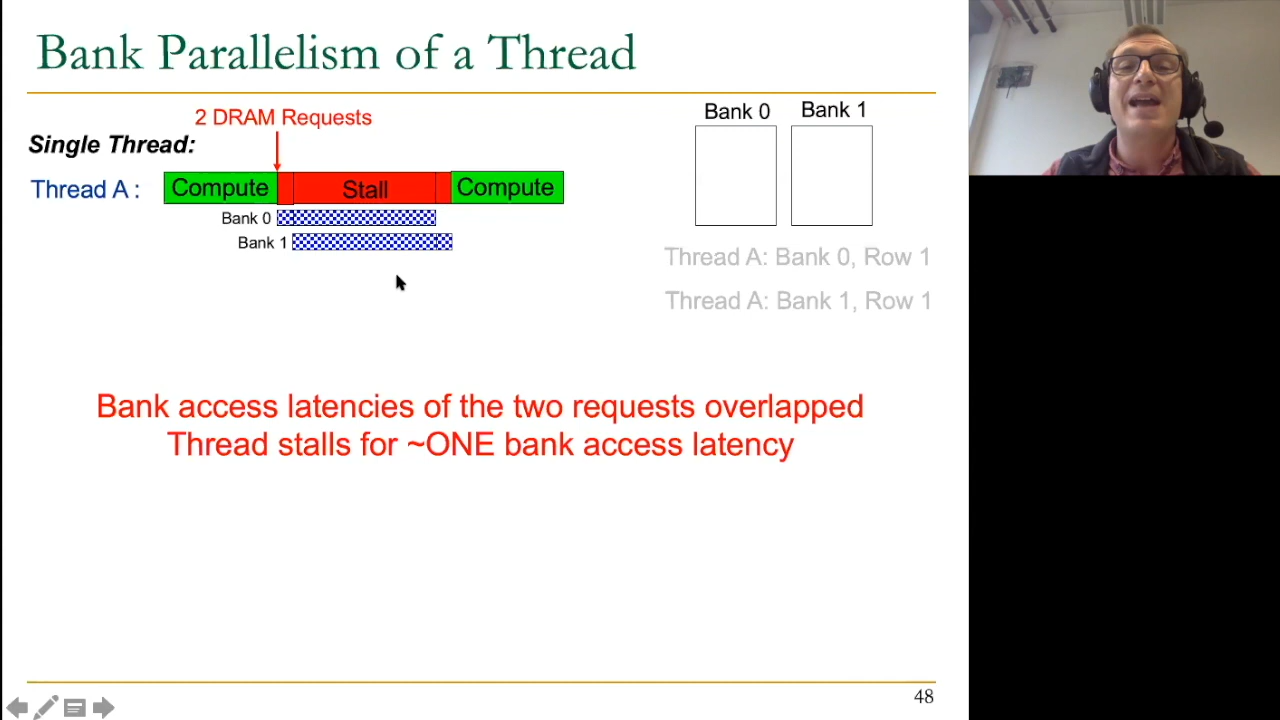 Bank Parallelism of a Thread
2 DRAM Requests
Single Thread:
Thread A :
Compute
Stall
Compute
Bank 0
Bank 1
Bank 0
Bank 1
Thread A: Bank 0, Row 1
Thread A: Bank 1, Row 1
Bank access latencies of the two requests overlapped
Thread stalls for ~ONE bank access latency
48